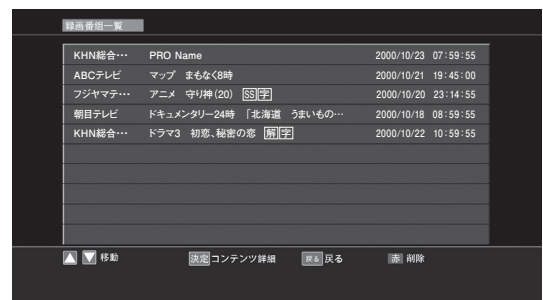 録画番組一覧
KHN総合… PRO Name 2000/10/23 07:59:55
ABCテレビ マップ まもなく8時 2000/10/21 19:45:00
フジヤマテ… アニメ 守り神(20) SS字 2000/10/20 23:14:55
朝目テレビ ドキュメンタリー24時 「北海道 うまいもの… 2000/10/18 08:59:55
KHN総合… ドラマ3 初恋、秘密の恋 解字 2000/10/22 10:59:55
移動 決定 コンテンツ詳細 戻る 戻る 赤 削除